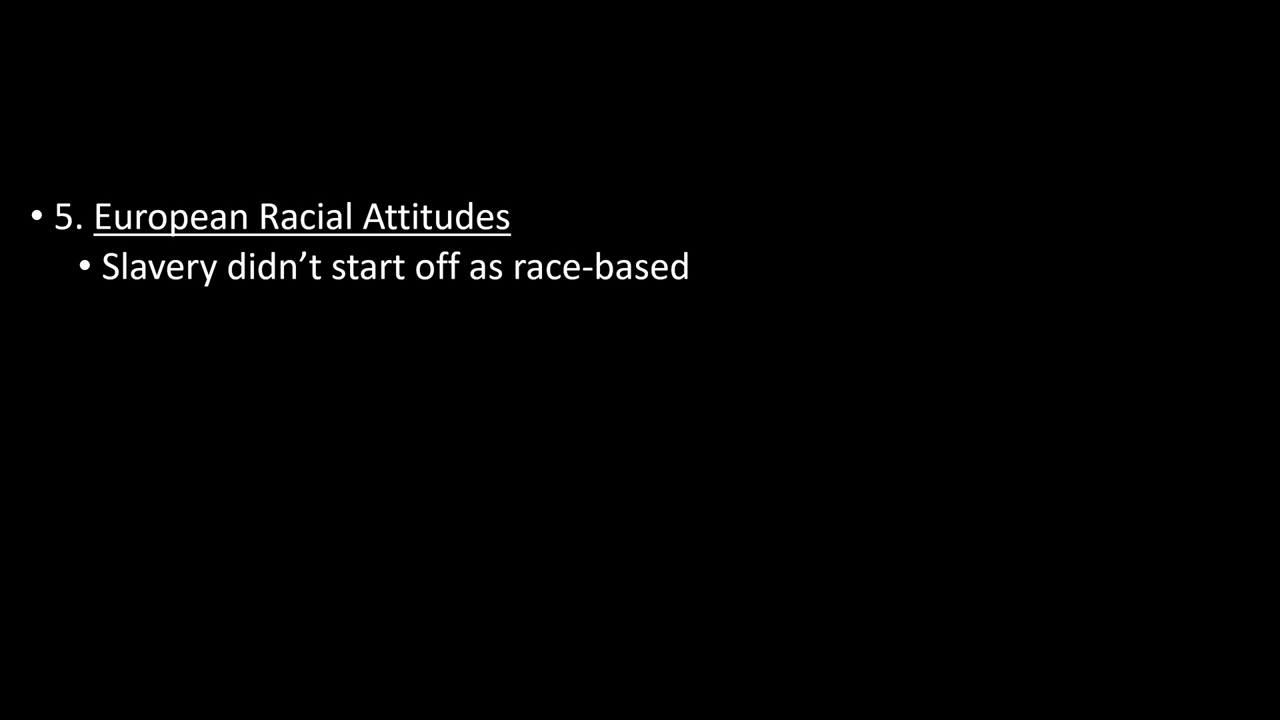 • 5. European Racial Attitudes
• Slavery didn’t start off as race-based